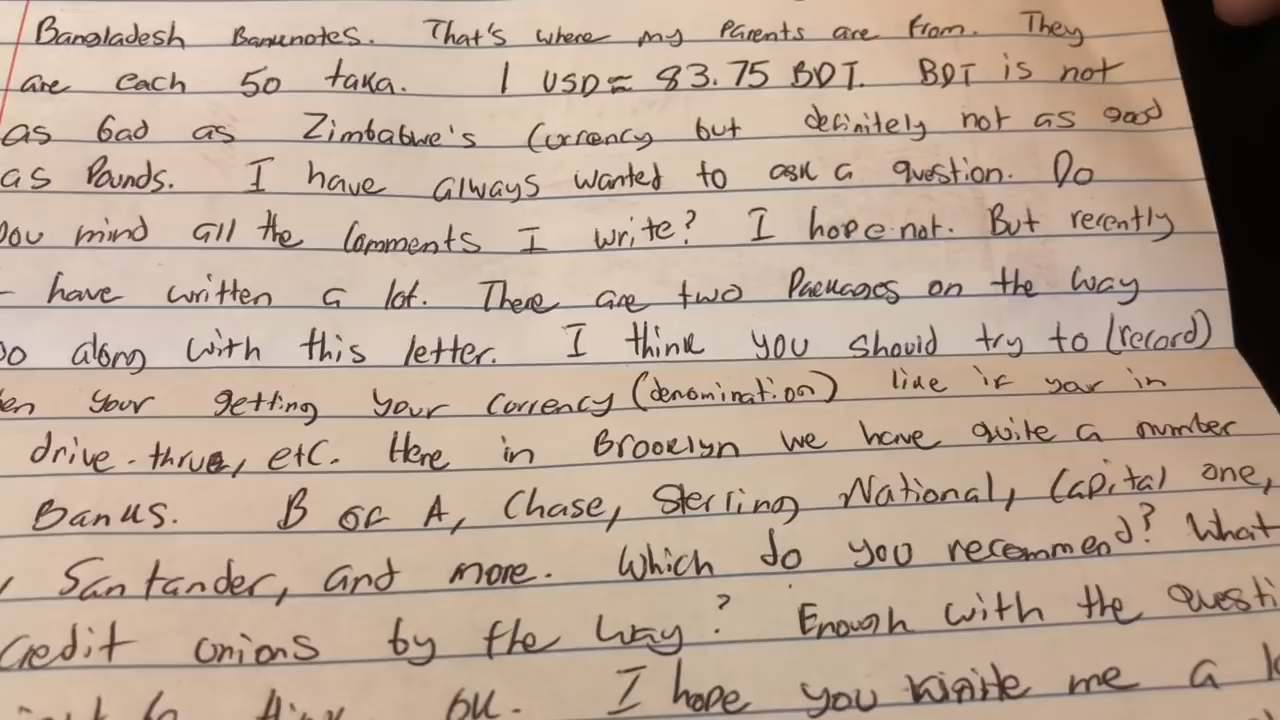 Bangladesh Banknotes. That's where my parents are from. They
are each 50 taka. 1 USD ≈ 83.75 BDT. BDT is not
as bad as Zimbabwe's Currency but definitely not as good
as Pounds. I have always wanted to ask a question. Do
you mind all the comments I write? I hope not. But recently
have written a lot. There are two Packages on the way
along with this letter. I think you should try to (record)
your getting your currency (denomination) like if your in
drive-thru, etc. Here in Brooklyn we have quite a number
Banks. B of A, Chase, Sterling National, Capital one,
Santander, and more. Which do you recommend? What
credit unions by the way? Enough with the questi
ok. I hope you write me a